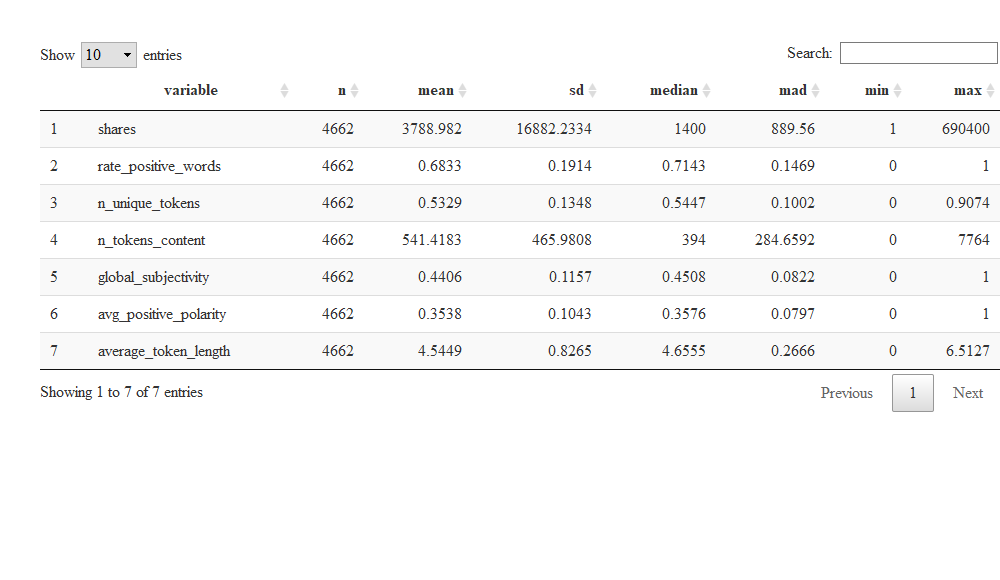 Show 10 entries Search:
variable n mean sd median mad min max
1 shares 4662 3788.982 16882.2334 1400 889.56 1 690400
2 rate_positive_words 4662 0.6833 0.1914 0.7143 0.1469 0 1
3 n_unique_tokens 4662 0.5329 0.1348 0.5447 0.1002 0 0.9074
4 n_tokens_content 4662 541.4183 465.9808 394 284.6592 0 7764
5 global_subjectivity 4662 0.4406 0.1157 0.4508 0.0822 0 1
6 avg_positive_polarity 4662 0.3538 0.1043 0.3576 0.0797 0 1
7 average_token_length 4662 4.5449 0.8265 4.6555 0.2666 0 6.5127
Showing 1 to 7 of 7 entries Previous 1 Next